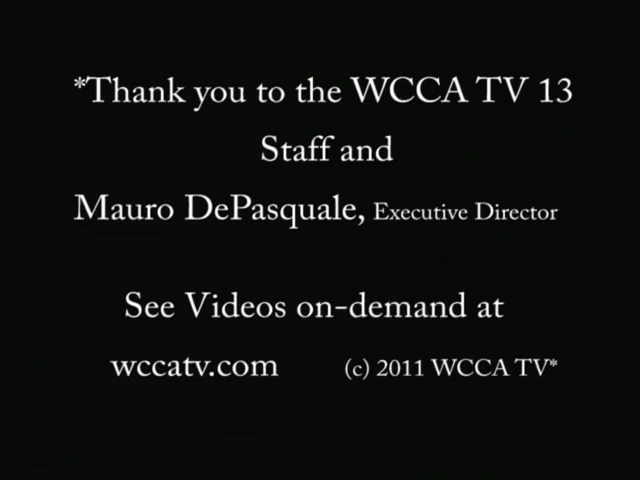 *Thank you to the WCCA TV 13
Staff and
Mauro DePasquale, Executive Director
See Videos on-demand at
wccatv.com (c) 2011 WCCA TV*